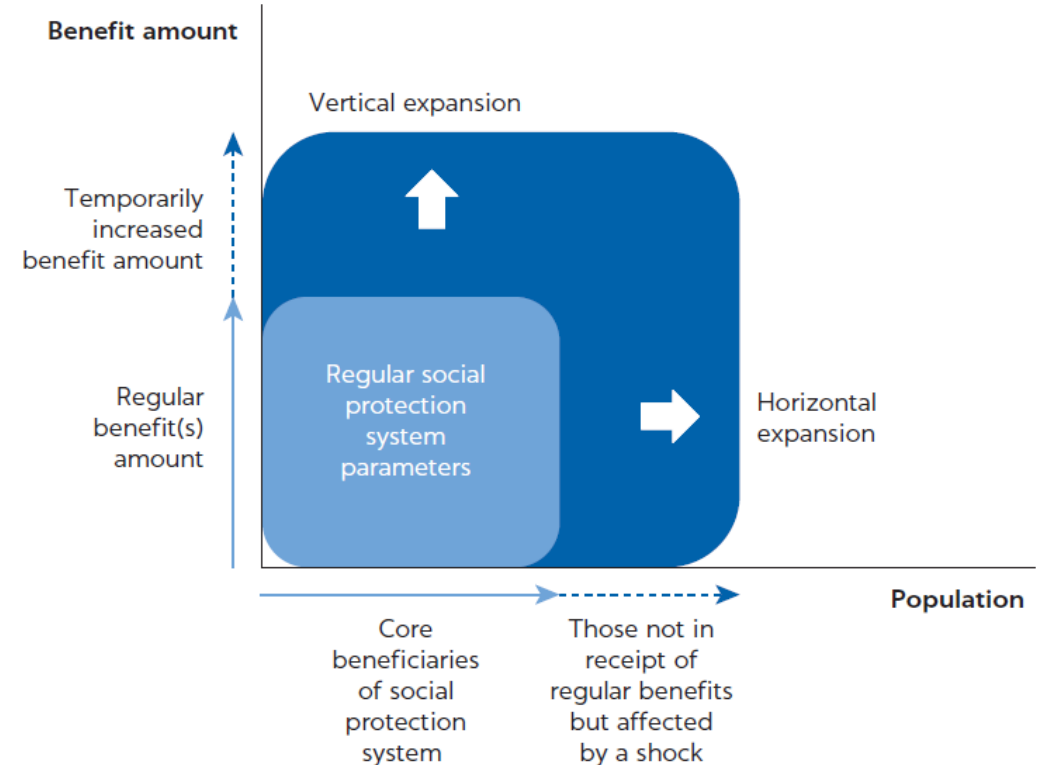 Benefit amount
Vertical expansion
Temporarily
increased
benefit amount
Regular social
protection
system
parameters
Regular
benefit(s)
amount
Horizontal
expansion
Population
Core
beneficiaries
of social
protection
system
Those not in
receipt of
regular benefits
but affected
by a shock